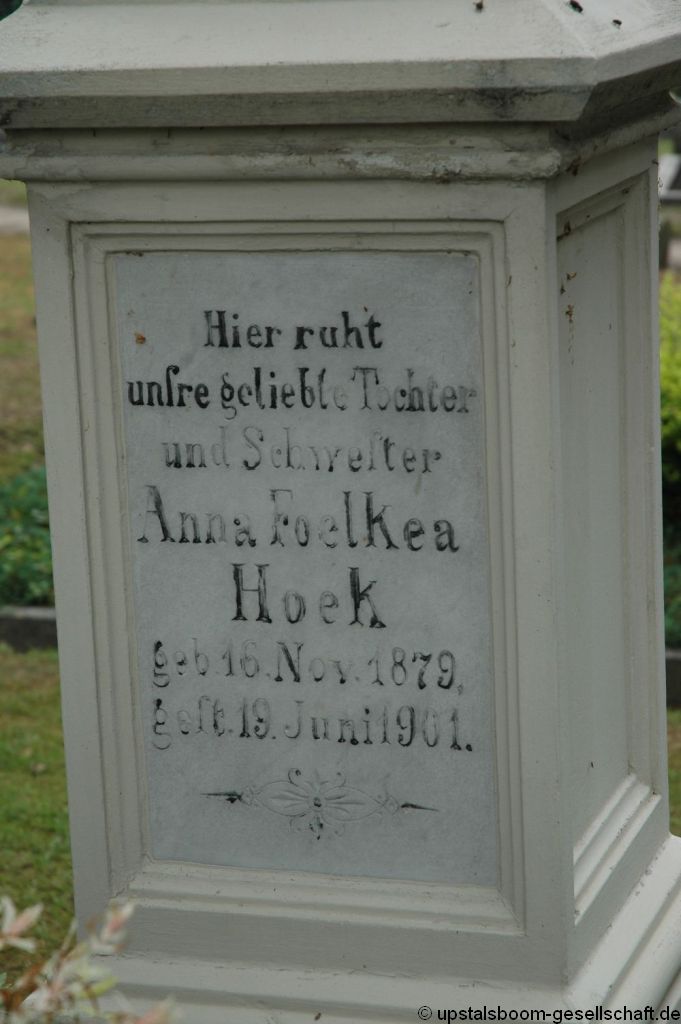 Hier ruht
unſre geliebte Tochter
und Schweſter
Anna Foelkea
Hoek
geb. 16. Nov. 1879,
geſt. 19. Juni 1901.
© upstalsboom-gesellschaft.de